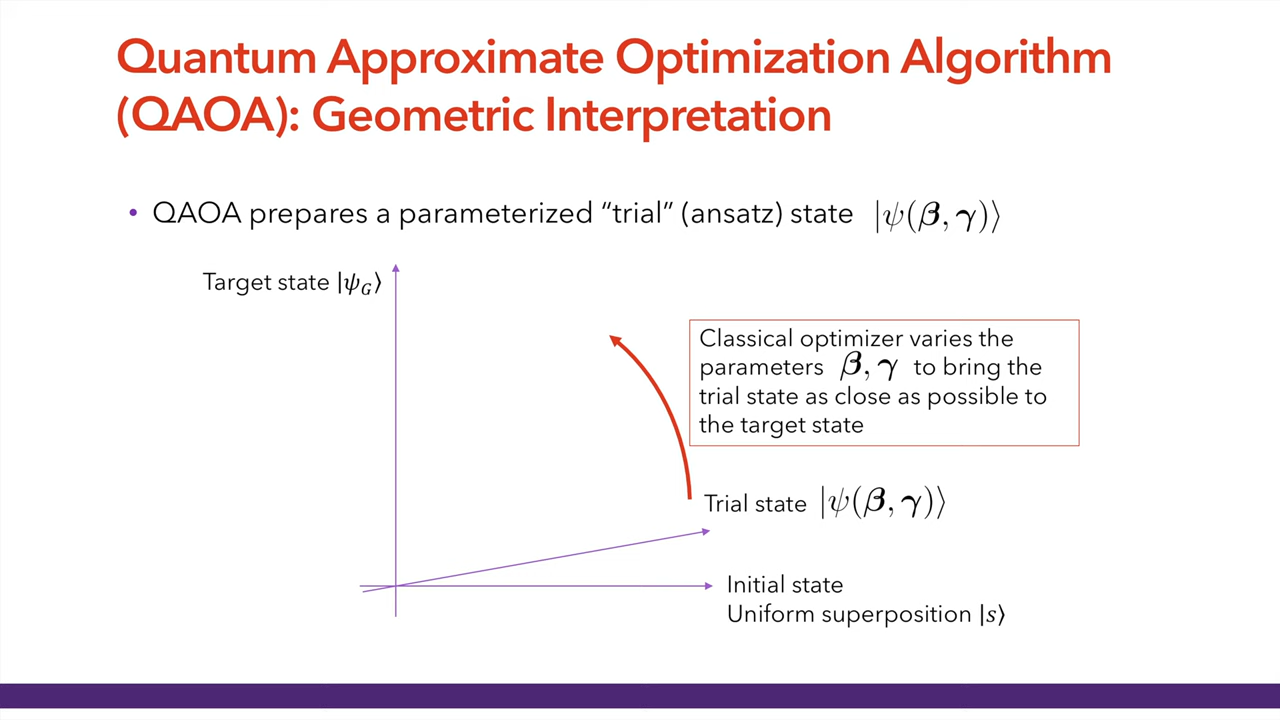 Quantum Approximate Optimization Algorithm
(QAOA): Geometric Interpretation
• QAOA prepares a parameterized “trial” (ansatz) state |ψ(β, γ)⟩
Target state |ψ_G⟩
Classical optimizer varies the
parameters β, γ to bring the
trial state as close as possible to
the target state
Trial state |ψ(β, γ)⟩
Initial state
Uniform superposition |s⟩